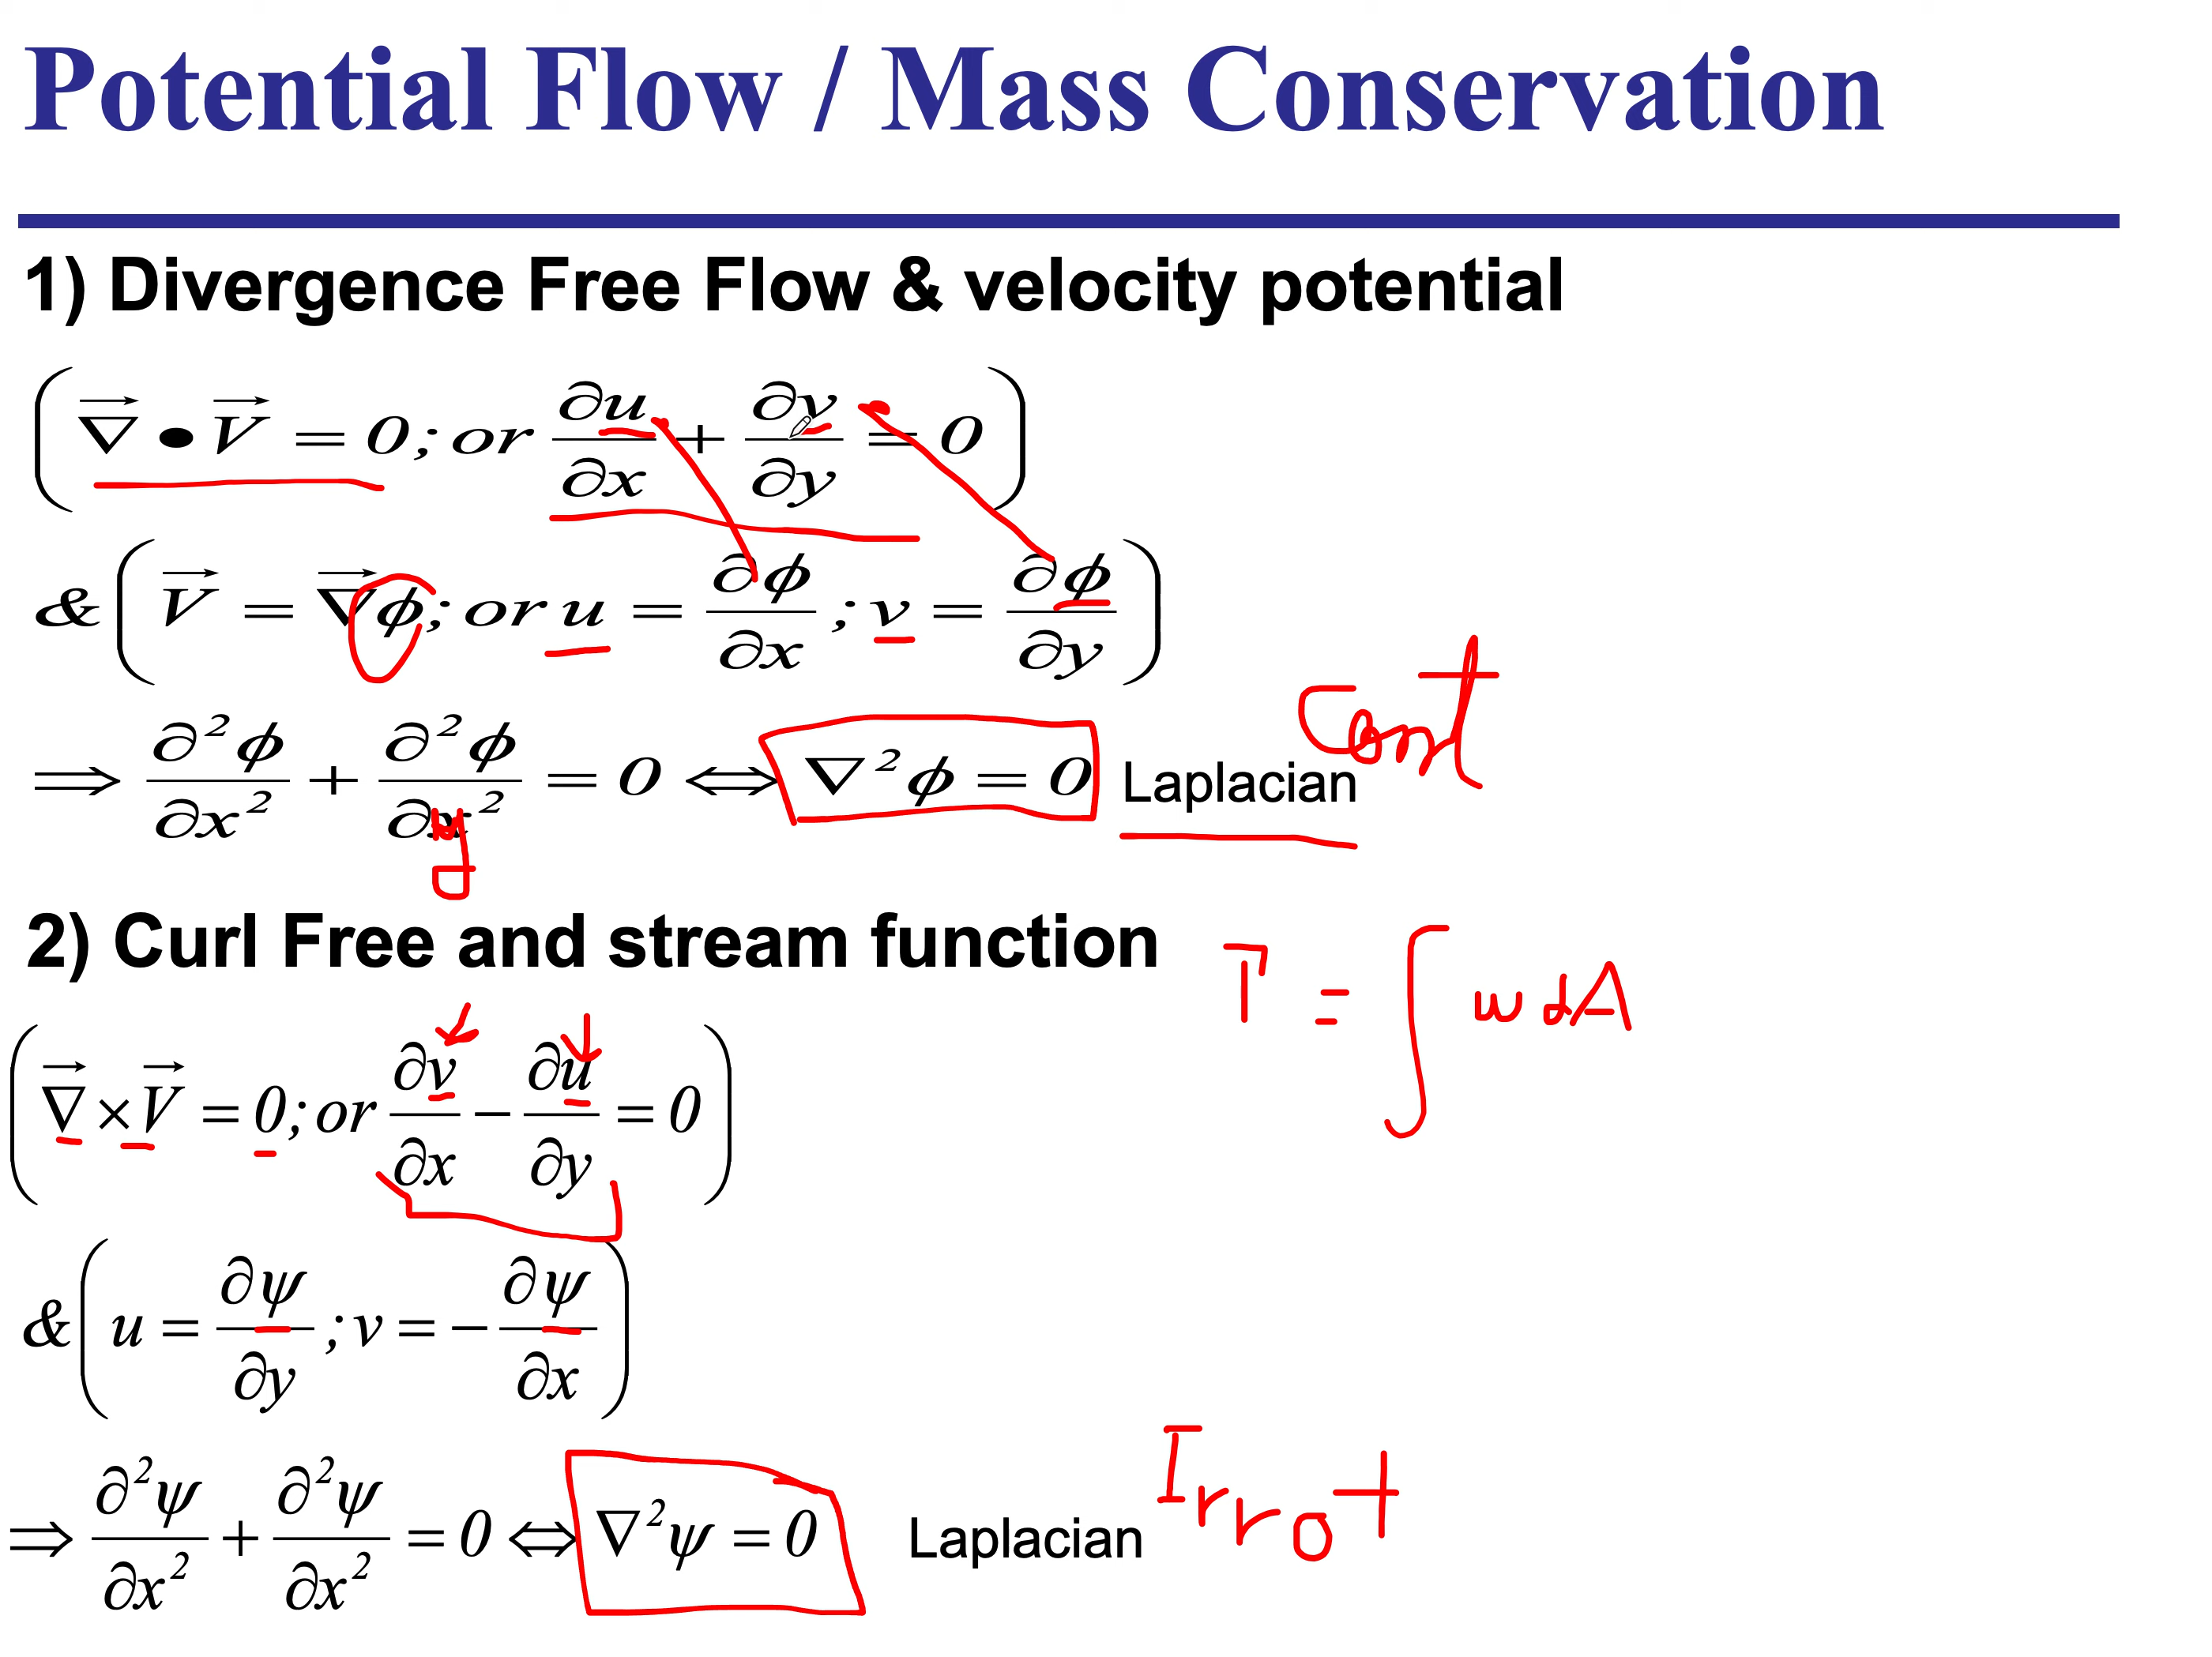 Potential Flow / Mass Conservation
1) Divergence Free Flow & velocity potential
(∇⃗ • V⃗ = 0; or ∂u/∂x + ∂v/∂y = 0)
& (V⃗ = ∇⃗ϕ; or u = ∂ϕ/∂x ; v = ∂ϕ/∂y)
Cont
⇒ ∂²ϕ/∂x² + ∂²ϕ/∂x² = 0 ⇔ ∇²ϕ = 0 Laplacian
y
2) Curl Free and stream function
Γ = ∫ w dA
(∇⃗ × V⃗ = 0; or ∂v/∂x − ∂u/∂y = 0)
& (u = ∂ψ/∂y ; v = − ∂ψ/∂x)
⇒ ∂²ψ/∂x² + ∂²ψ/∂x² = 0 ⇔ ∇²ψ = 0 Laplacian Irrot